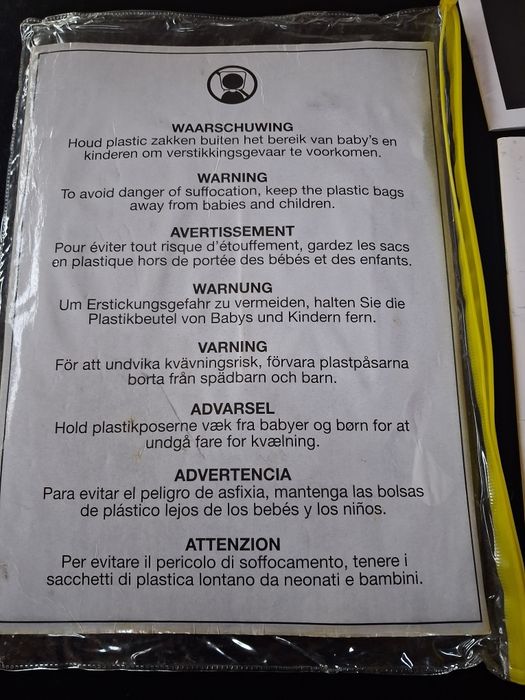 WAARSCHUWING
Houd plastic zakken buiten het bereik van baby's en
kinderen om verstikkingsgevaar te voorkomen.
WARNING
To avoid danger of suffocation, keep the plastic bags
away from babies and children.
AVERTISSEMENT
Pour éviter tout risque d'étouffement, gardez les sacs
en plastique hors de portée des bébés et des enfants.
WARNUNG
Um Erstickungsgefahr zu vermeiden, halten Sie die
Plastikbeutel von Babys und Kindern fern.
VARNING
För att undvika kvävningsrisk, förvara plastpåsarna
borta från spädbarn och barn.
ADVARSEL
Hold plastikposerne væk fra babyer og børn for at
undgå fare for kvælning.
ADVERTENCIA
Para evitar el peligro de asfixia, mantenga las bolsas
de plástico lejos de los bebés y los niños.
ATTENZION
Per evitare il pericolo di soffocamento, tenere i
sacchetti di plastica lontano da neonati e bambini.